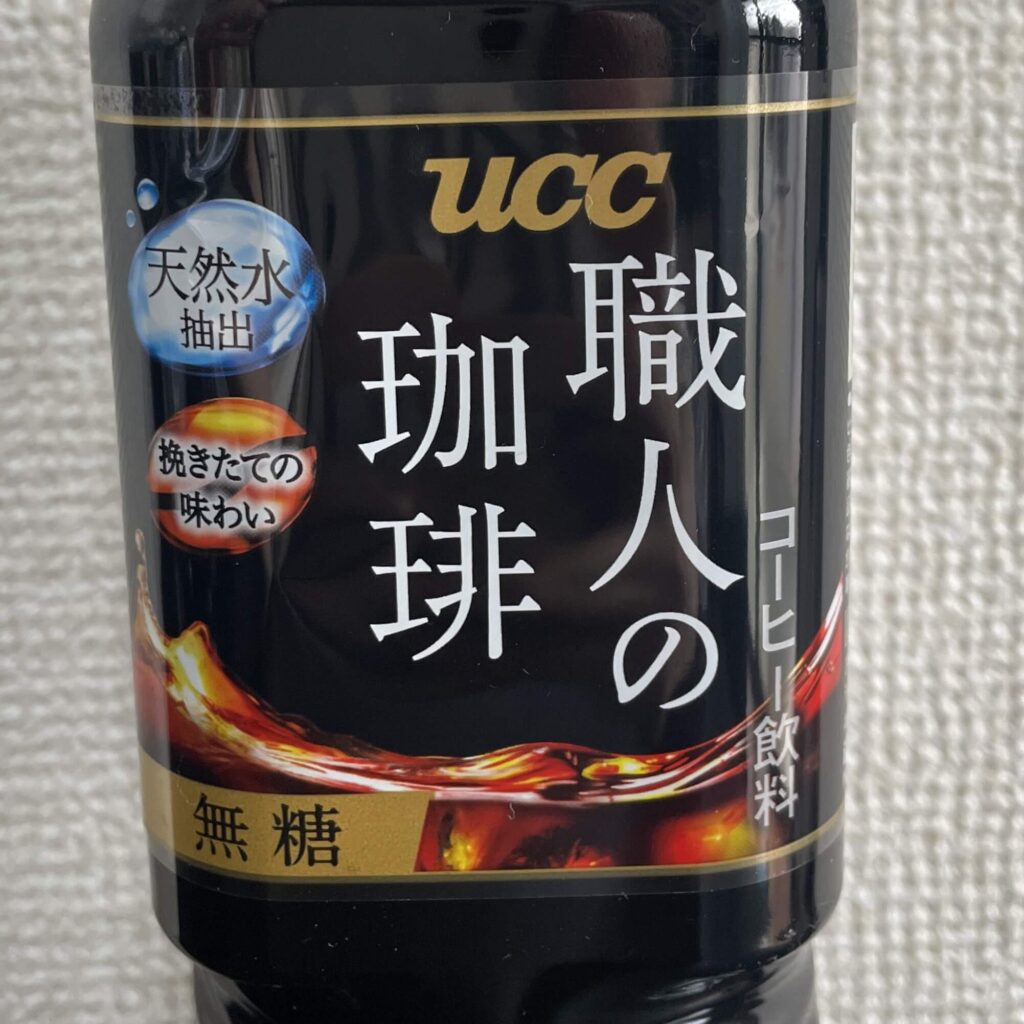 ucc
職人の
珈琲
コーヒー飲料
天然水
抽出
挽きたての
味わい
無糖